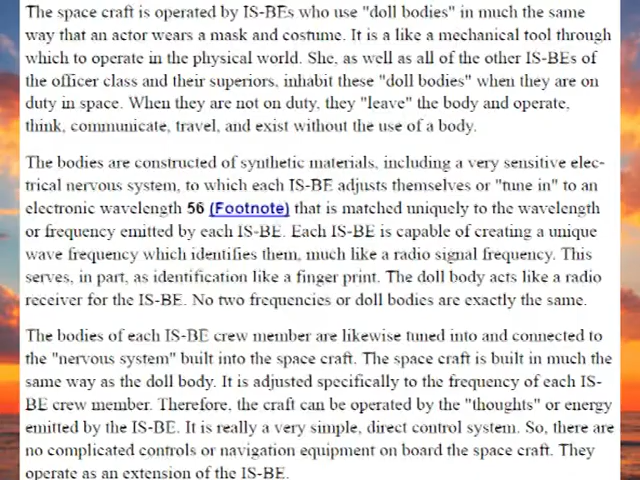 The space craft is operated by IS-BEs who use "doll bodies" in much the same
way that an actor wears a mask and costume. It is a like a mechanical tool through
which to operate in the physical world. She, as well as all of the other IS-BEs of
the officer class and their superiors, inhabit these "doll bodies" when they are on
duty in space. When they are not on duty, they "leave" the body and operate,
think, communicate, travel, and exist without the use of a body.
The bodies are constructed of synthetic materials, including a very sensitive elec-
trical nervous system, to which each IS-BE adjusts themselves or "tune in" to an
electronic wavelength 56 (Footnote) that is matched uniquely to the wavelength
or frequency emitted by each IS-BE. Each IS-BE is capable of creating a unique
wave frequency which identifies them, much like a radio signal frequency. This
serves, in part, as identification like a finger print. The doll body acts like a radio
receiver for the IS-BE. No two frequencies or doll bodies are exactly the same.
The bodies of each IS-BE crew member are likewise tuned into and connected to
the "nervous system" built into the space craft. The space craft is built in much the
same way as the doll body. It is adjusted specifically to the frequency of each IS-
BE crew member. Therefore, the craft can be operated by the "thoughts" or energy
emitted by the IS-BE. It is really a very simple, direct control system. So, there are
no complicated controls or navigation equipment on board the space craft. They
operate as an extension of the IS-BE.